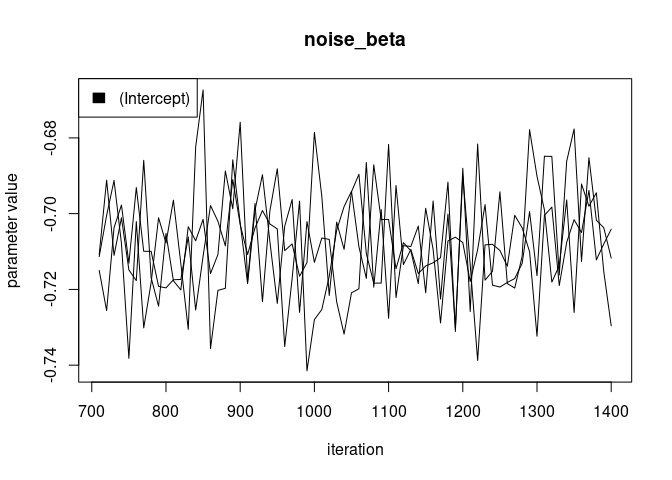 noise_beta
(Intercept)
parameter value
-0.68
-0.70
-0.72
-0.74
700 800 900 1000 1100 1200 1300 1400
iteration